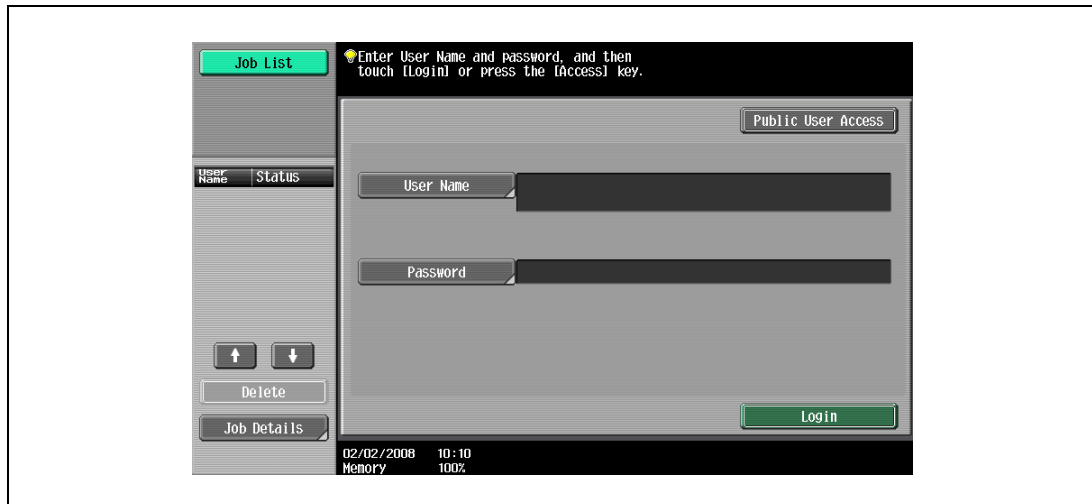 Job List
Enter User Name and password, and then
touch [Login] or press the [Access] key.
Public User Access
User Name
Status
User Name
Password
Delete
Job Details
Login
02/02/2008 10:10
Memory 100%